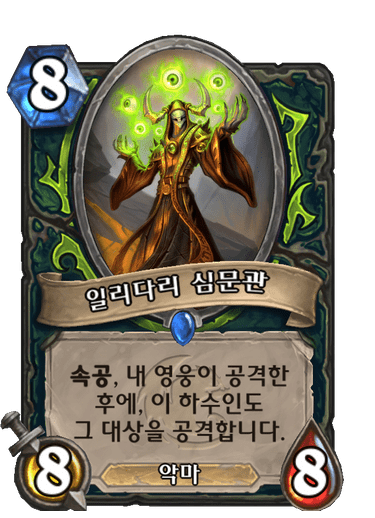 8
일리다리 심문관
속공, 내 영웅이 공격한
후에, 이 하수인도
그 대상을 공격합니다.
8
악마
8